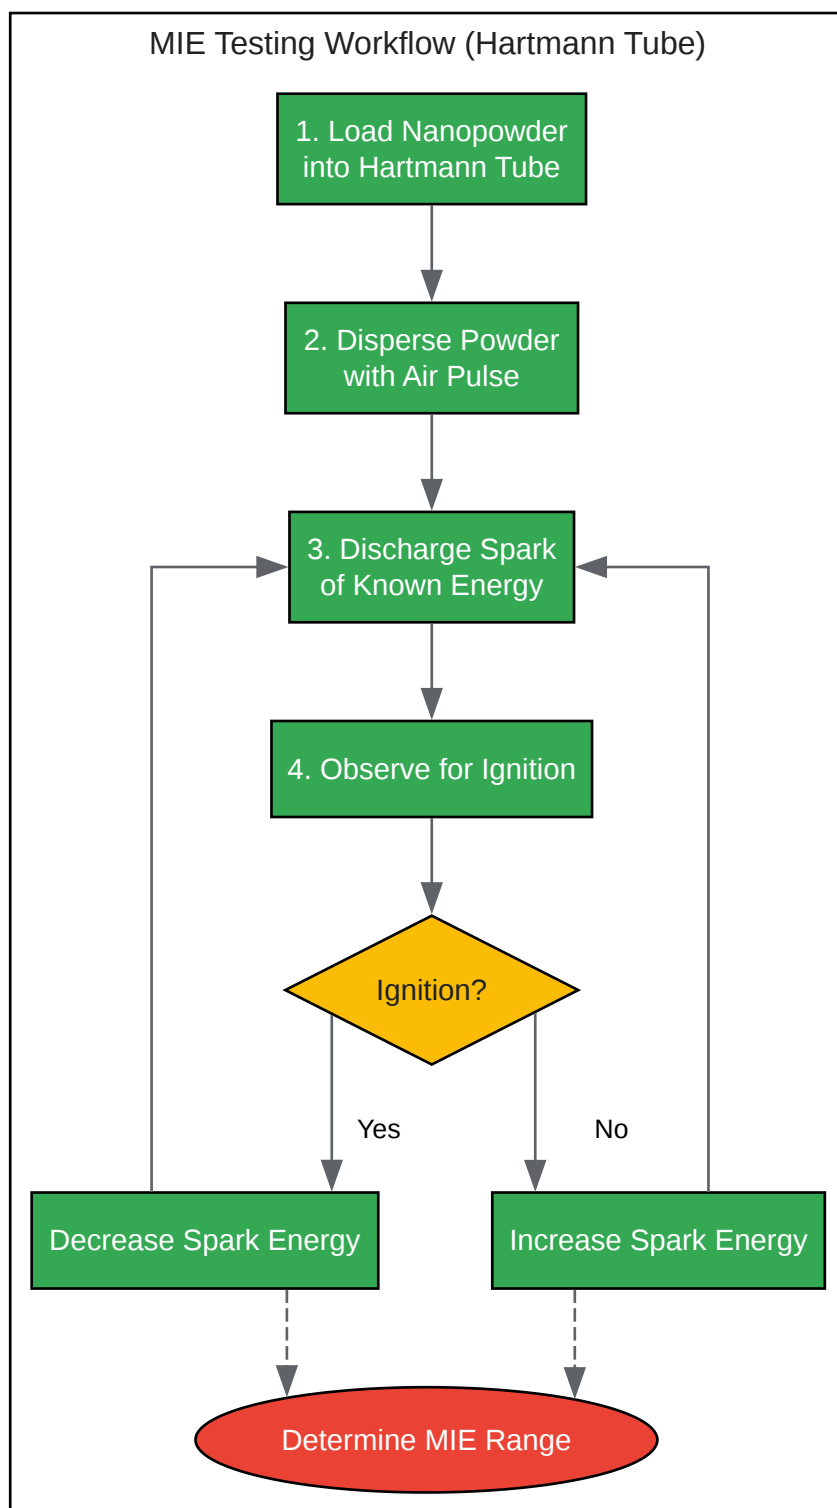 MIE Testing Workflow (Hartmann Tube)
1. Load Nanopowder
into Hartmann Tube
2. Disperse Powder
with Air Pulse
3. Discharge Spark
of Known Energy
4. Observe for Ignition
Ignition?
Yes
No
Decrease Spark Energy
Increase Spark Energy
Determine MIE Range